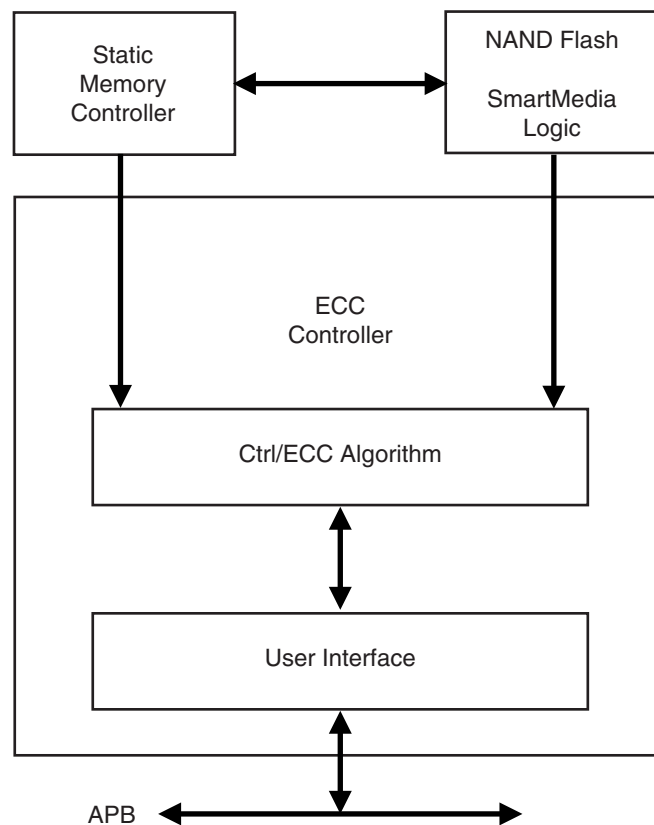 Static
Memory
Controller
NAND Flash
SmartMedia
Logic
ECC
Controller
Ctrl/ECC Algorithm
User Interface
APB